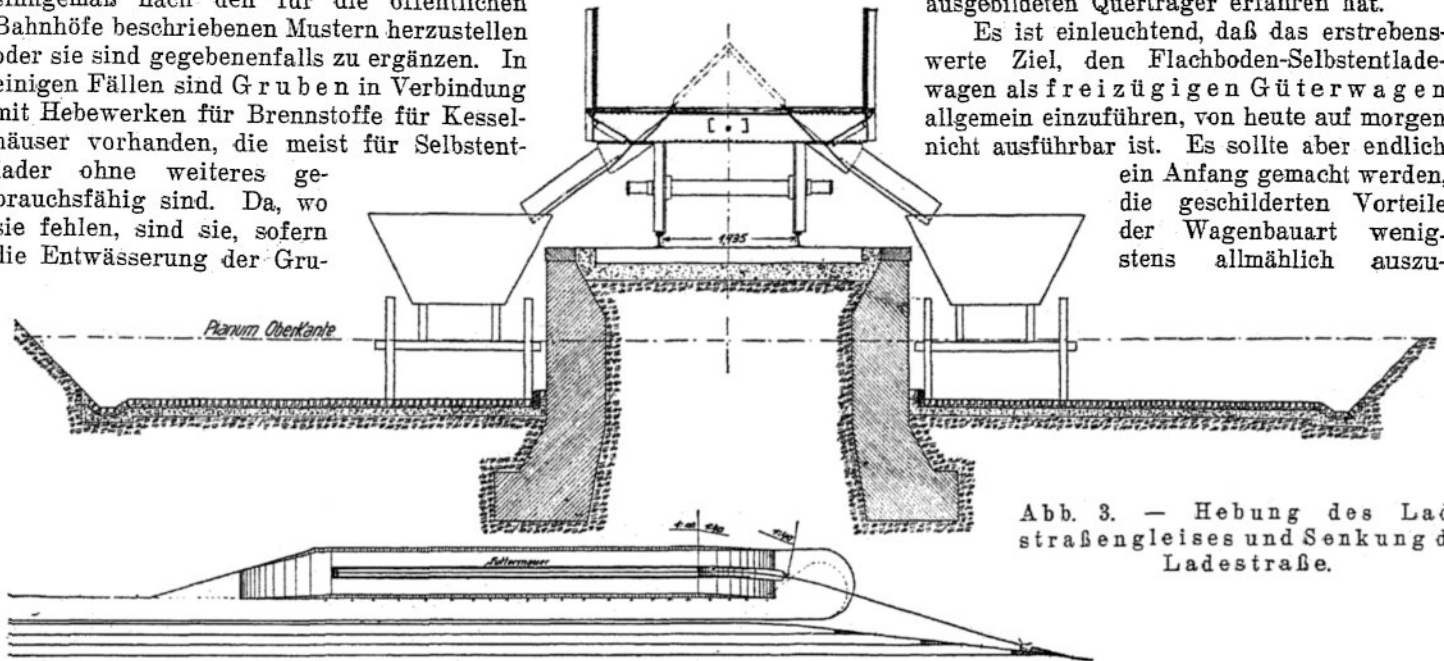 sinngemäß nach den für die öffentlichen
Bahnhöfe beschriebenen Mustern herzustellen
oder sie sind gegebenenfalls zu ergänzen. In
einigen Fällen sind Gruben in Verbindung
mit Hebewerken für Brennstoffe für Kessel-
häuser vorhanden, die meist für Selbstent-
lader ohne weiteres ge-
brauchsfähig sind. Da, wo
sie fehlen, sind sie, sofern
die Entwässerung der Gru-
ausgebildeten Querträger erfahren hat.
Es ist einleuchtend, daß das erstrebens-
werte Ziel, den Flachboden-Selbstentlade-
wagen als freizügigen Güterwagen
allgemein einzuführen, von heute auf morgen
nicht ausführbar ist. Es sollte aber endlich
ein Anfang gemacht werden,
die geschilderten Vorteile
der Wagenbauart wenig-
stens allmählich auszu-
1,435
Planum Oberkante
Futtermauer
Abb. 3. — Hebung des Lad
straßengleises und Senkung d
Ladestraße.